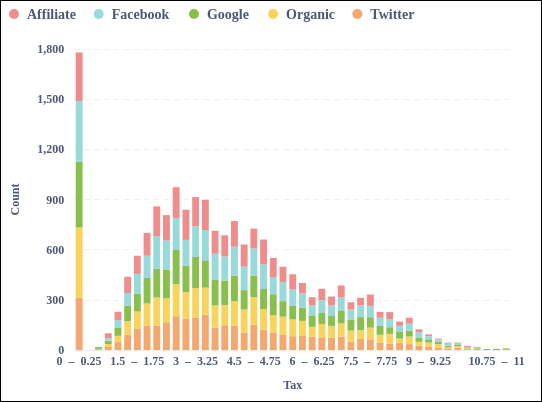 Affiliate Facebook Google Organic Twitter
1,800
1,500
1,200
900
600
300
0
Count
0 – 0.25 1.5 – 1.75 3 – 3.25 4.5 – 4.75 6 – 6.25 7.5 – 7.75 9 – 9.25 10.75 – 11
Tax